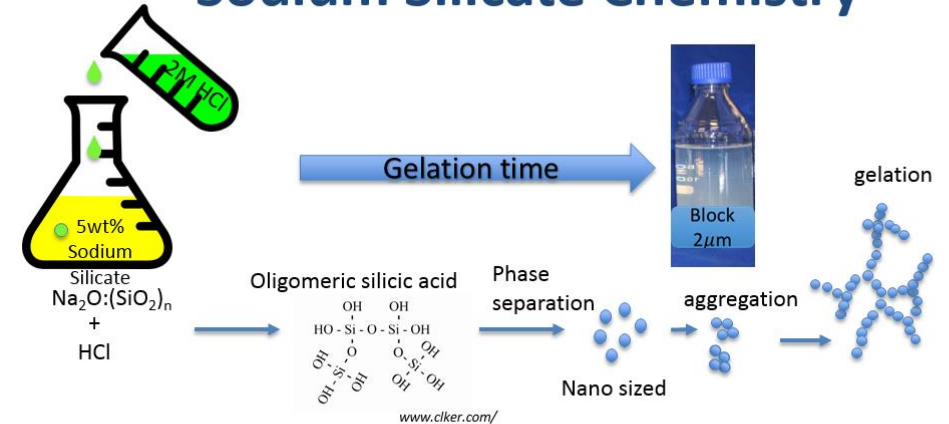 Sodium Silicate Chemistry
2M HCl
Gelation time
Block
2μm
gelation
5wt%
Sodium
Silicate
Na₂O:(SiO₂)ₙ
+
HCl
Oligomeric silicic acid
OH OH
HO - Si - O - Si - OH
O O OH
OH Si Si
OH OH OH OH
Phase
separation
Nano sized
aggregation
www.clker.com/